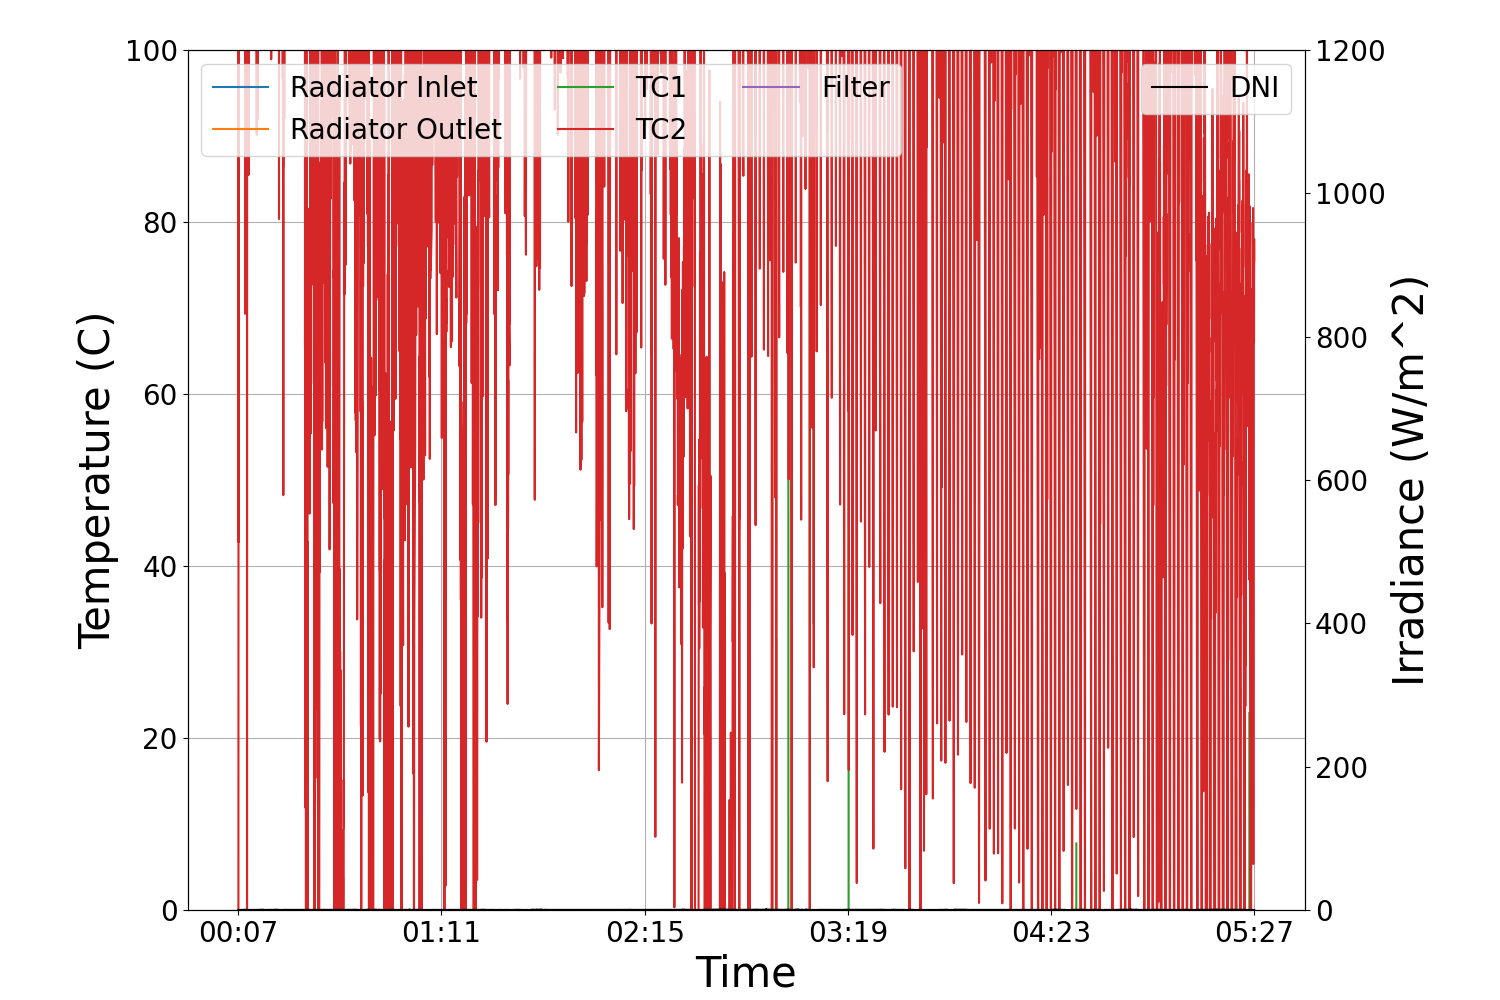 100
80
60
40
20
0
Temperature (C)
Radiator Inlet
Radiator Outlet
TC1
TC2
Filter
DNI
1200
1000
800
600
400
200
0
Irradiance (W/m^2)
00:07
01:11
02:15
03:19
04:23
05:27
Time